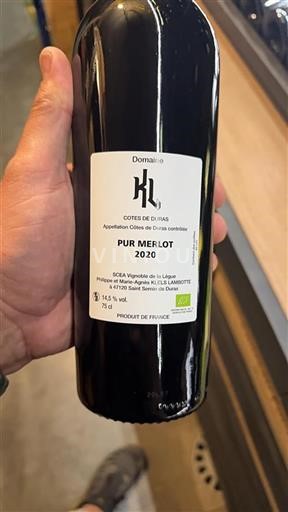 Domaine
KL
COTES DE DURAS
Appellation Côtes de Duras contrôlée
PUR MERLOT
2020
SCEA Vignoble de la Lègue
Philippe et Marie-Agnès KLELS LAMBOTTE
à 47120 Saint Sernin de Duras
14,5 % vol.
75 cl
PRODUIT DE FRANCE
VINVOU